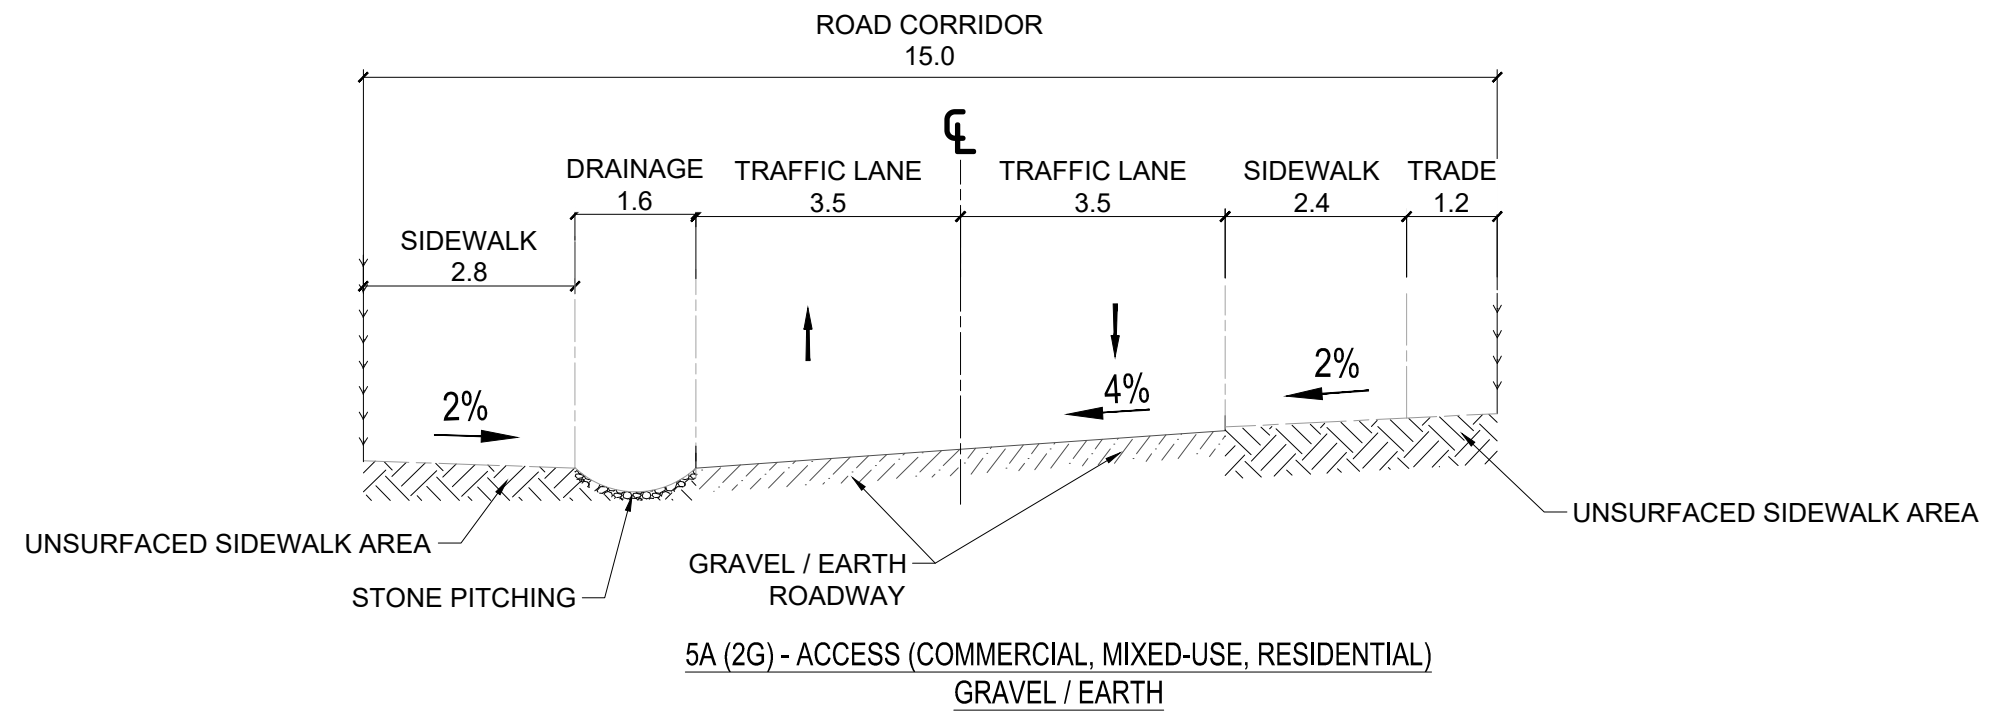 ROAD CORRIDOR
15.0
℄
DRAINAGE
1.6
TRAFFIC LANE
3.5
TRAFFIC LANE
3.5
SIDEWALK
2.4
TRADE
1.2
SIDEWALK
2.8
2%
4%
2%
UNSURFACED SIDEWALK AREA
STONE PITCHING
GRAVEL / EARTH
ROADWAY
UNSURFACED SIDEWALK AREA
5A (2G) - ACCESS (COMMERCIAL, MIXED-USE, RESIDENTIAL)
GRAVEL / EARTH